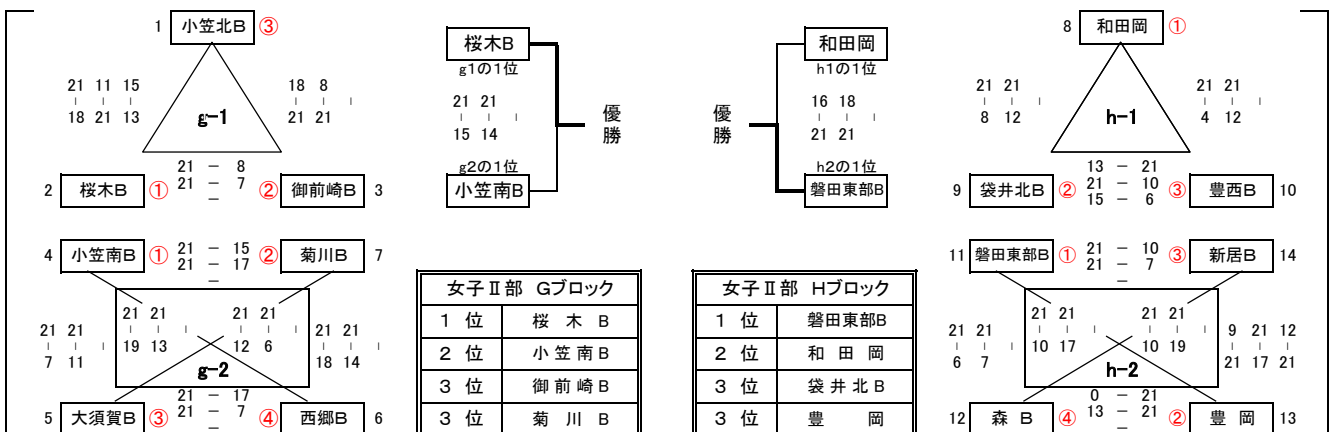 1 小笠北B ③
21 11 15
18 21 13
18 8
21 21
g-1
21 － 8
21 － 7
－
2 桜木B ① ② 御前崎B 3
桜木B
g1の1位
21 21
15 14
g2の1位
小笠南B
優勝
和田岡
h1の1位
16 18
21 21
h2の1位
磐田東部B
優勝
8 和田岡 ①
21 21
8 12
21 21
4 12
h-1
13 － 21
21 － 10
15 － 6
9 袋井北B ② ③ 豊西B 10
4 小笠南B ① 21 － 15 ② 菊川B 7
21 － 17
－
21 21
7 11
21 21
19 13
21 21
12 6
21 21
18 14
g-2
21 － 17
21 － 7
－
5 大須賀B ③ ④ 西郷B 6
女子Ⅱ部 Gブロック
1 位 桜 木 B
2 位 小笠南B
3 位 御前崎B
3 位 菊 川 B
女子Ⅱ部 Hブロック
1 位 磐田東部B
2 位 和 田 岡
3 位 袋井北B
3 位 豊 岡
11 磐田東部B ① 21 － 10 ③ 新居B 14
21 － 7
－
21 21
6 7
21 21
10 17
21 21
10 19
9 21 12
21 17 21
h-2
0 － 21
13 － 21
－
12 森 B ④ ② 豊 岡 13